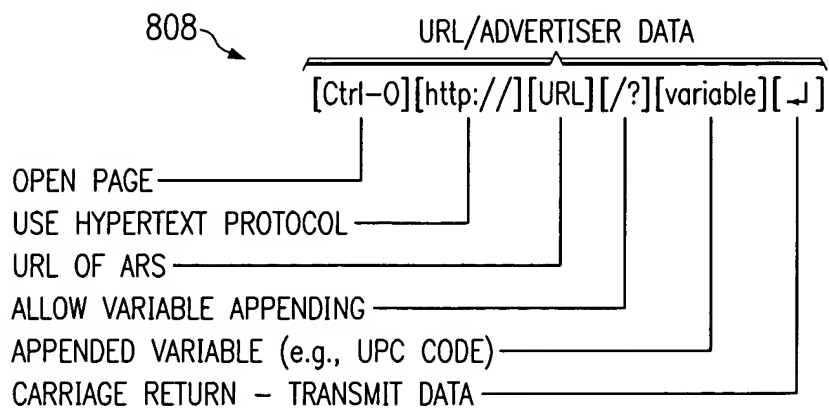 808
URL/ADVERTISER DATA
[Ctrl-O][http://][URL][/?][variable][↵]
OPEN PAGE
USE HYPERTEXT PROTOCOL
URL OF ARS
ALLOW VARIABLE APPENDING
APPENDED VARIABLE (e.g., UPC CODE)
CARRIAGE RETURN – TRANSMIT DATA